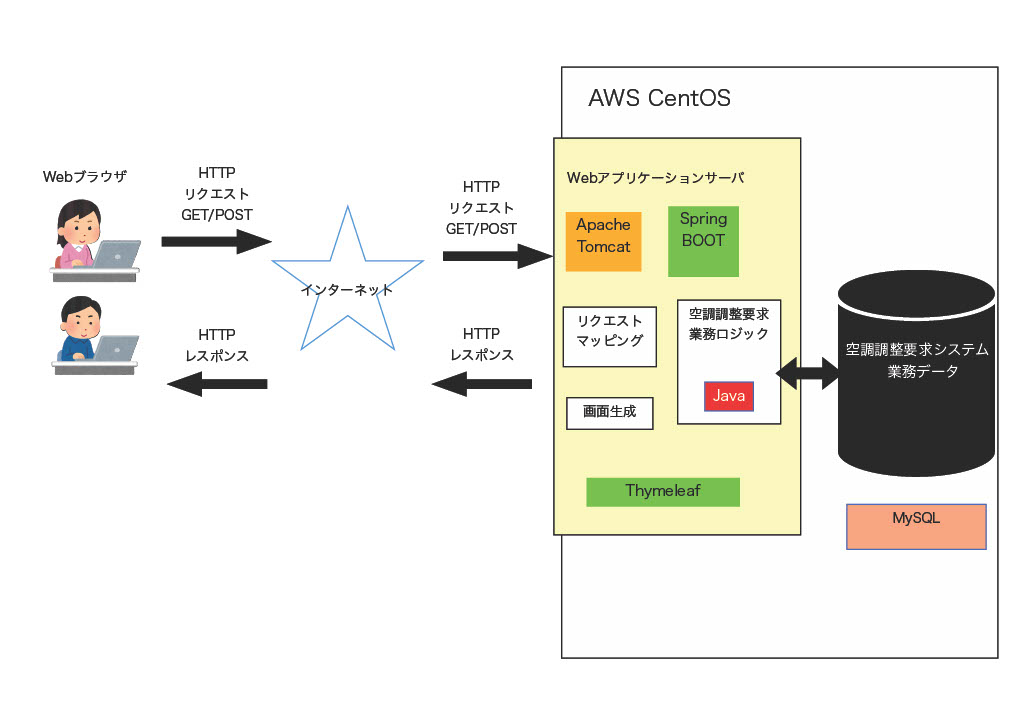 AWS CentOS
Webブラウザ
HTTP
リクエスト
GET/POST
HTTP
リクエスト
GET/POST
インターネット
HTTP
レスポンス
HTTP
レスポンス
Webアプリケーションサーバ
Apache
Tomcat
Spring
BOOT
リクエスト
マッピング
空調調整要求
業務ロジック
Java
画面生成
Thymeleaf
空調調整要求システム
業務データ
MySQL